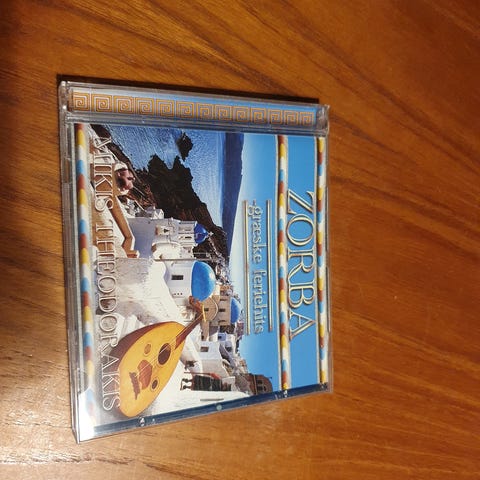 ZORBA
-græske feriehits
MIKIS THEODORAKIS